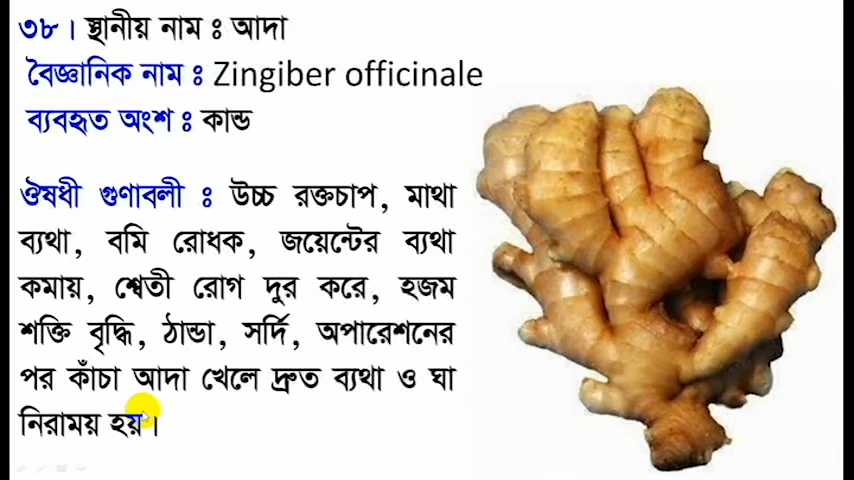 ৩৮। স্থানীয় নাম ঃ আদা
বৈজ্ঞানিক নাম ঃ Zingiber officinale
ব্যবহৃত অংশ ঃ কান্ড
ঔষধী গুণাবলী ঃ উচ্চ রক্তচাপ, মাথা
ব্যথা, বমি রোধক, জয়েন্টের ব্যথা
কমায়, শ্বেতী রোগ দুর করে, হজম
শক্তি বৃদ্ধি, ঠান্ডা, সর্দি, অপারেশনের
পর কাঁচা আদা খেলে দ্রুত ব্যথা ও ঘা
নিরাময় হয়।